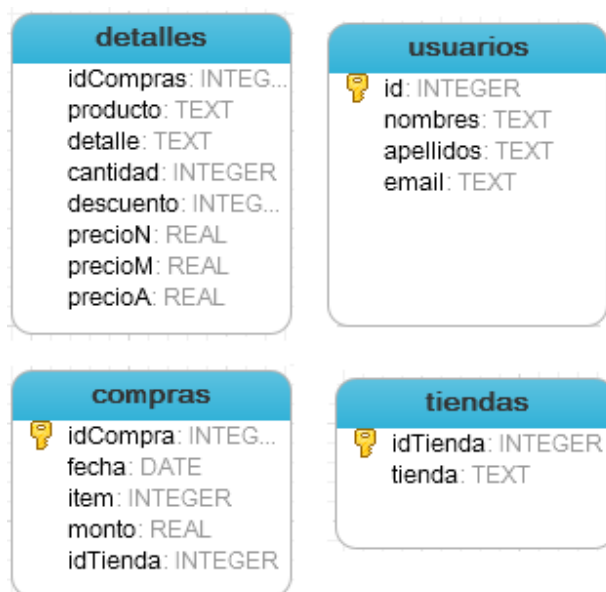 detalles
idCompras: INTEG...
producto: TEXT
detalle: TEXT
cantidad: INTEGER
descuento: INTEG...
precioN: REAL
precioM: REAL
precioA: REAL
usuarios
id: INTEGER
nombres: TEXT
apellidos: TEXT
email: TEXT
compras
idCompra: INTEG...
fecha: DATE
item: INTEGER
monto: REAL
idTienda: INTEGER
tiendas
idTienda: INTEGER
tienda: TEXT